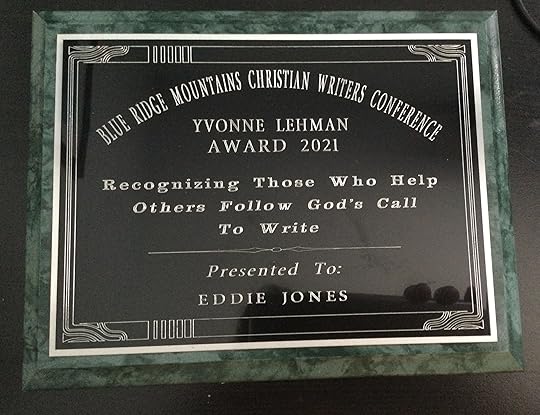 BLUE RIDGE MOUNTAINS CHRISTIAN WRITERS CONFERENCE
YVONNE LEHMAN
AWARD 2021
Recognizing Those Who Help
Others Follow God's Call
To Write
Presented To:
EDDIE JONES